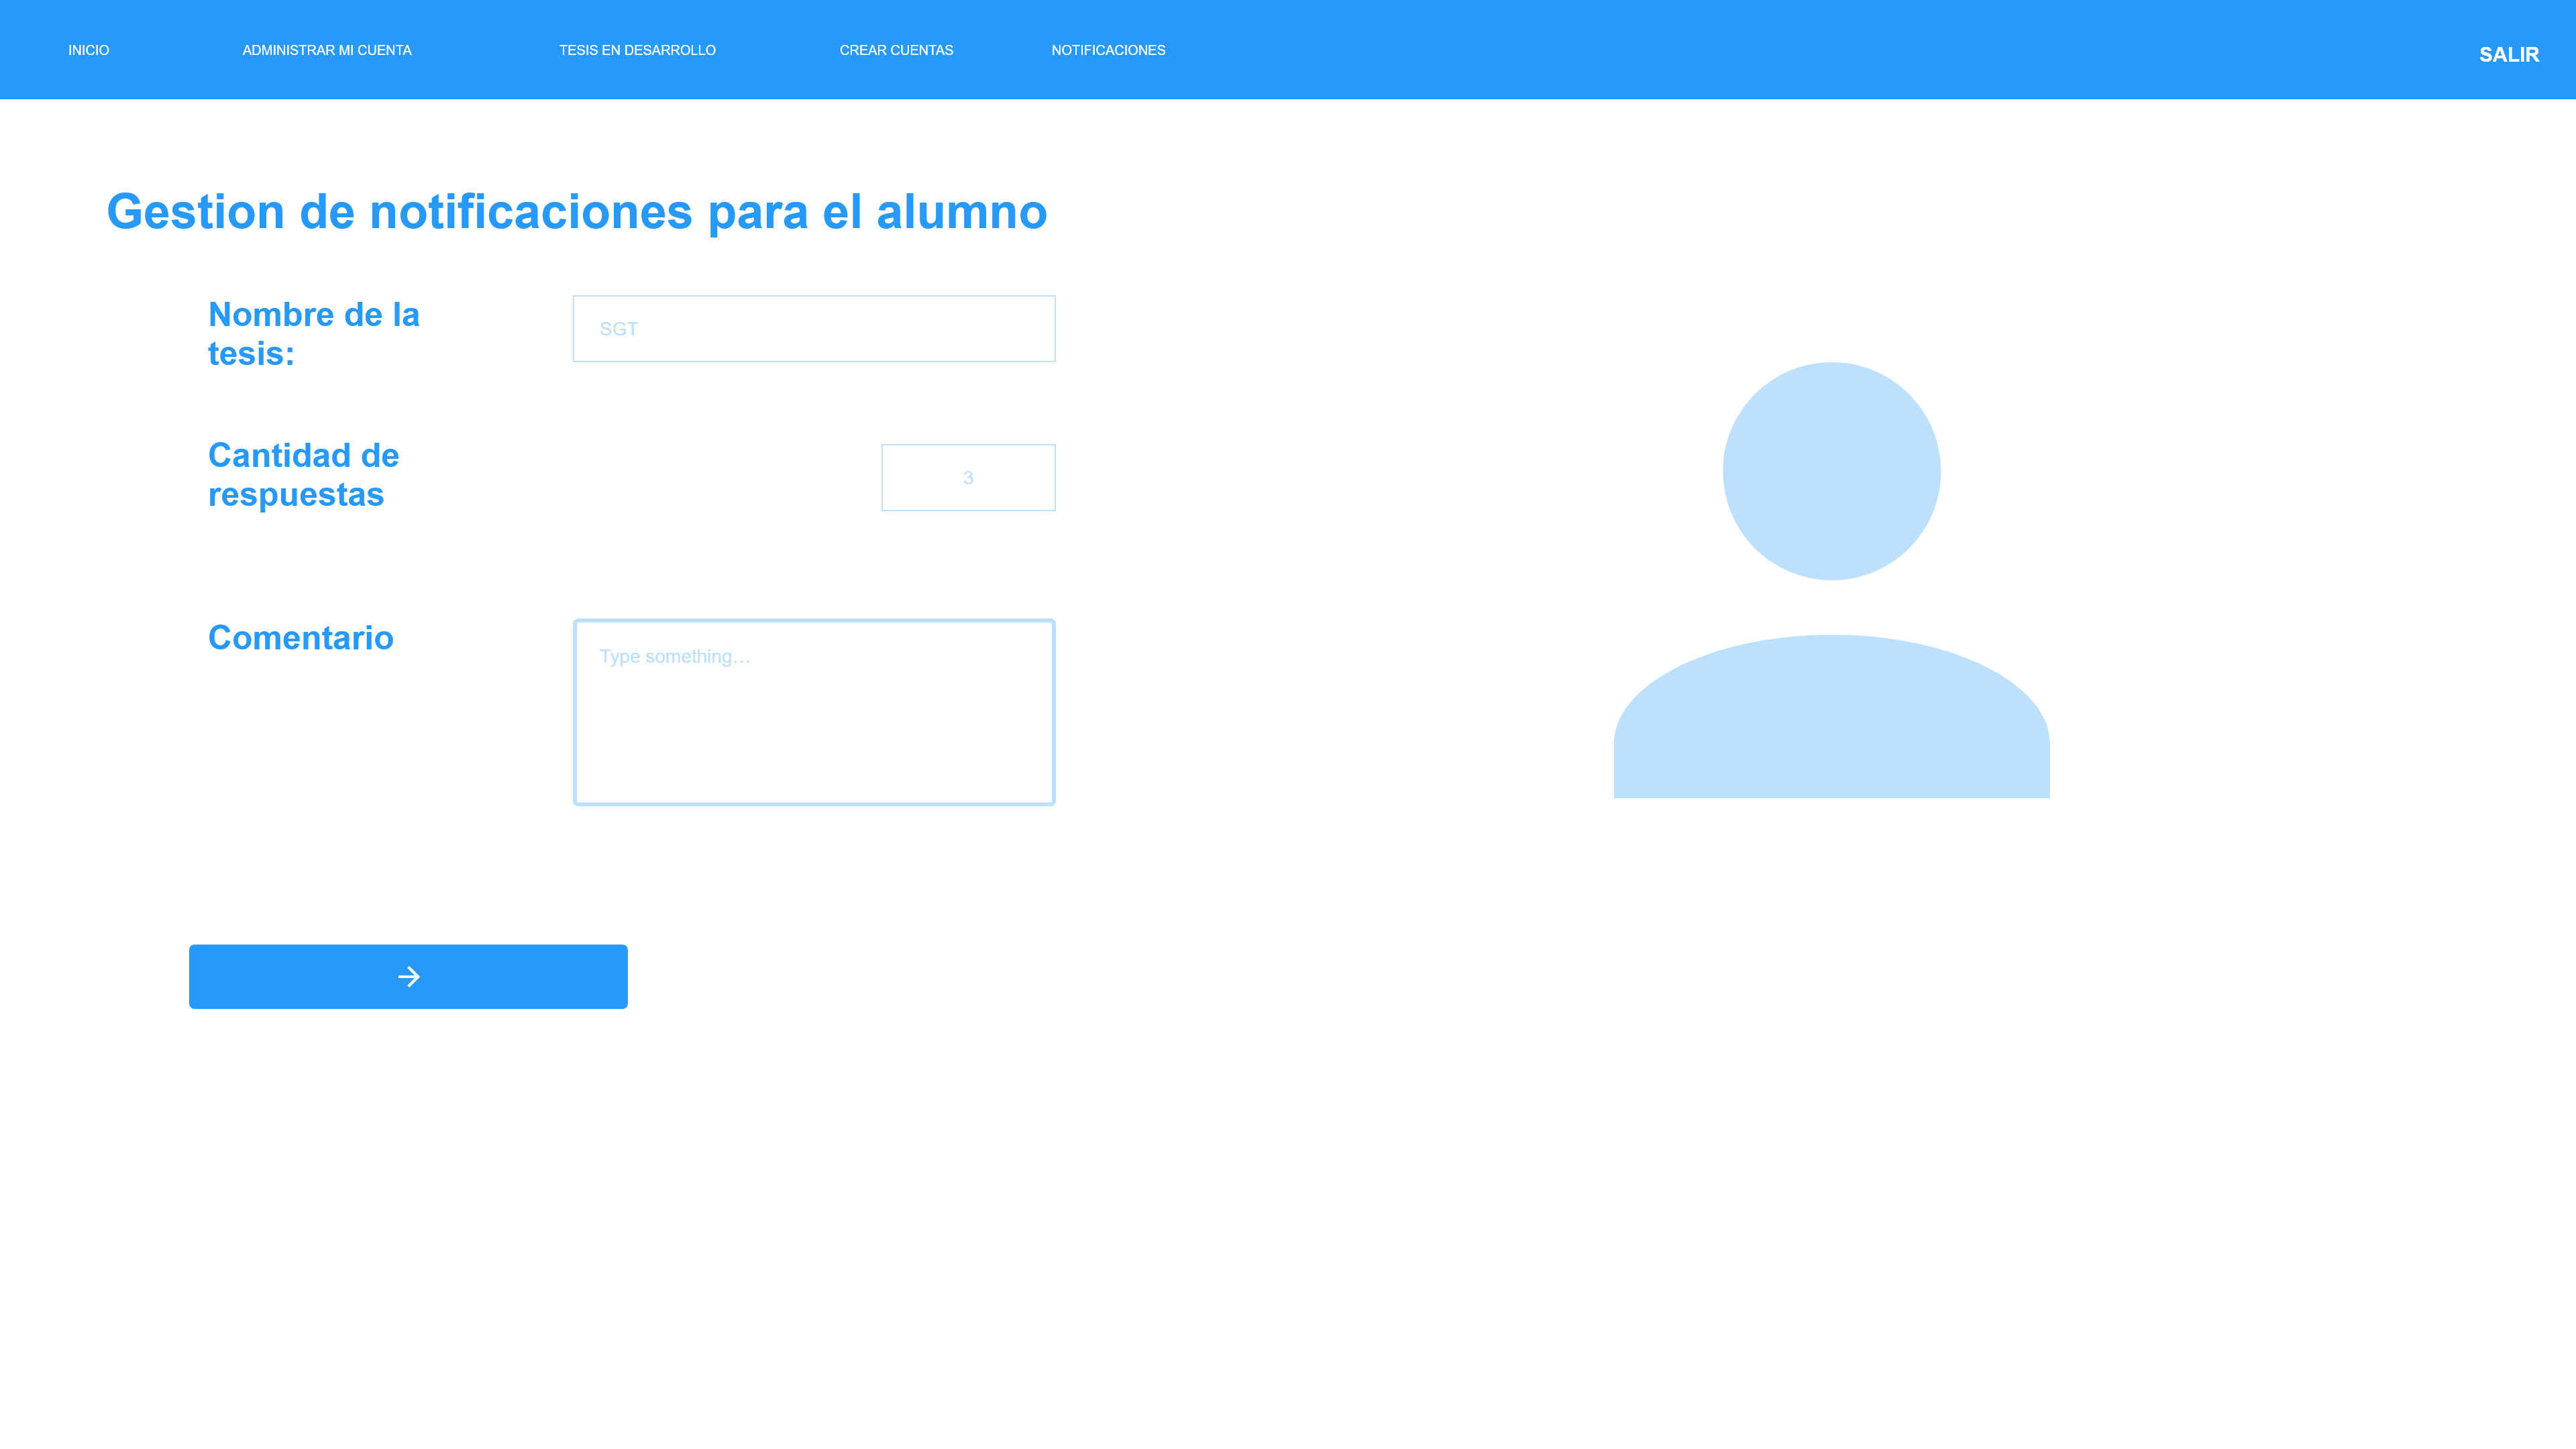 INICIO ADMINISTRAR MI CUENTA TESIS EN DESARROLLO CREAR CUENTAS NOTIFICACIONES SALIR
Gestion de notificaciones para el alumno
Nombre de la
tesis:
SGT
Cantidad de
respuestas
3
Comentario
Type something…